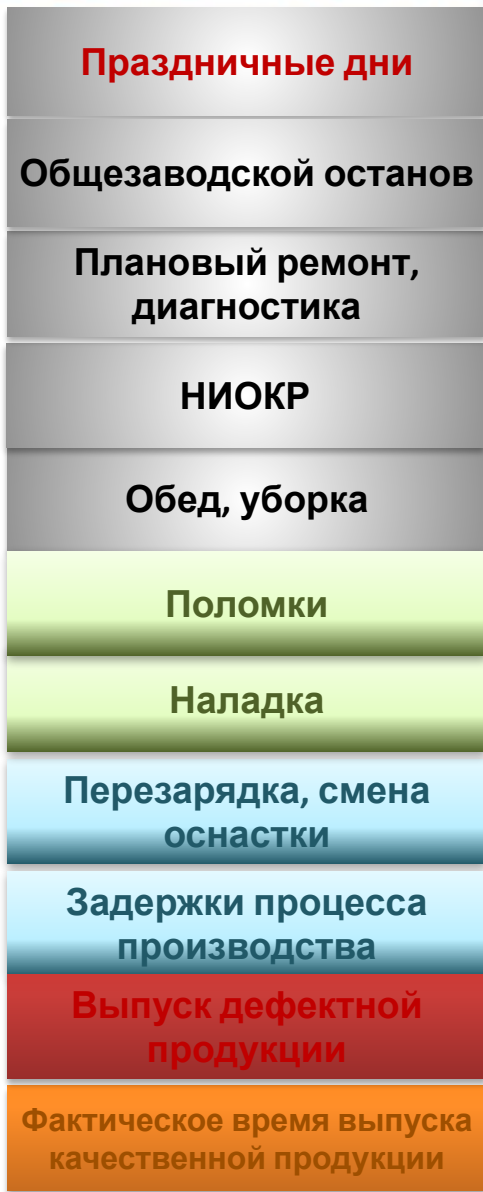 Праздничные дни
Общезаводской останов
Плановый ремонт,
диагностика
НИОКР
Обед, уборка
Поломки
Наладка
Перезарядка, смена
оснастки
Задержки процесса
производства
Выпуск дефектной
продукции
Фактическое время выпуска
качественной продукции